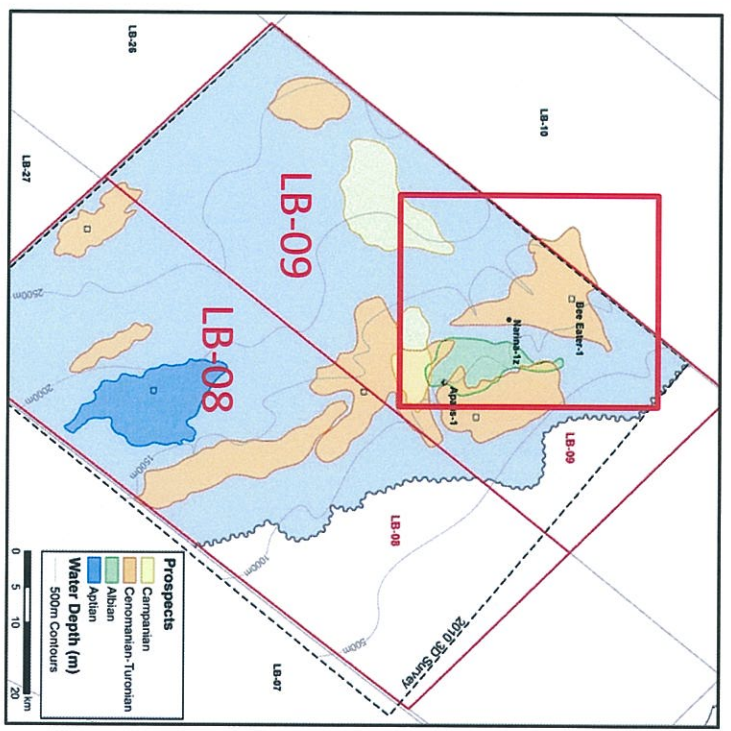 LB-26
LB-10
LB-27
LB-09
LB-08
Bee Eater-1
Narina-1z
Apalis-1
LB-09
LB-08
2500m
2000m
1500m
1000m
500m
2010 3D Survey
LB-07
Prospects
Campanian
Cenomanian-Turonian
Albian
Aptian
Water Depth (m)
500m Contours
0 5 10 20
km